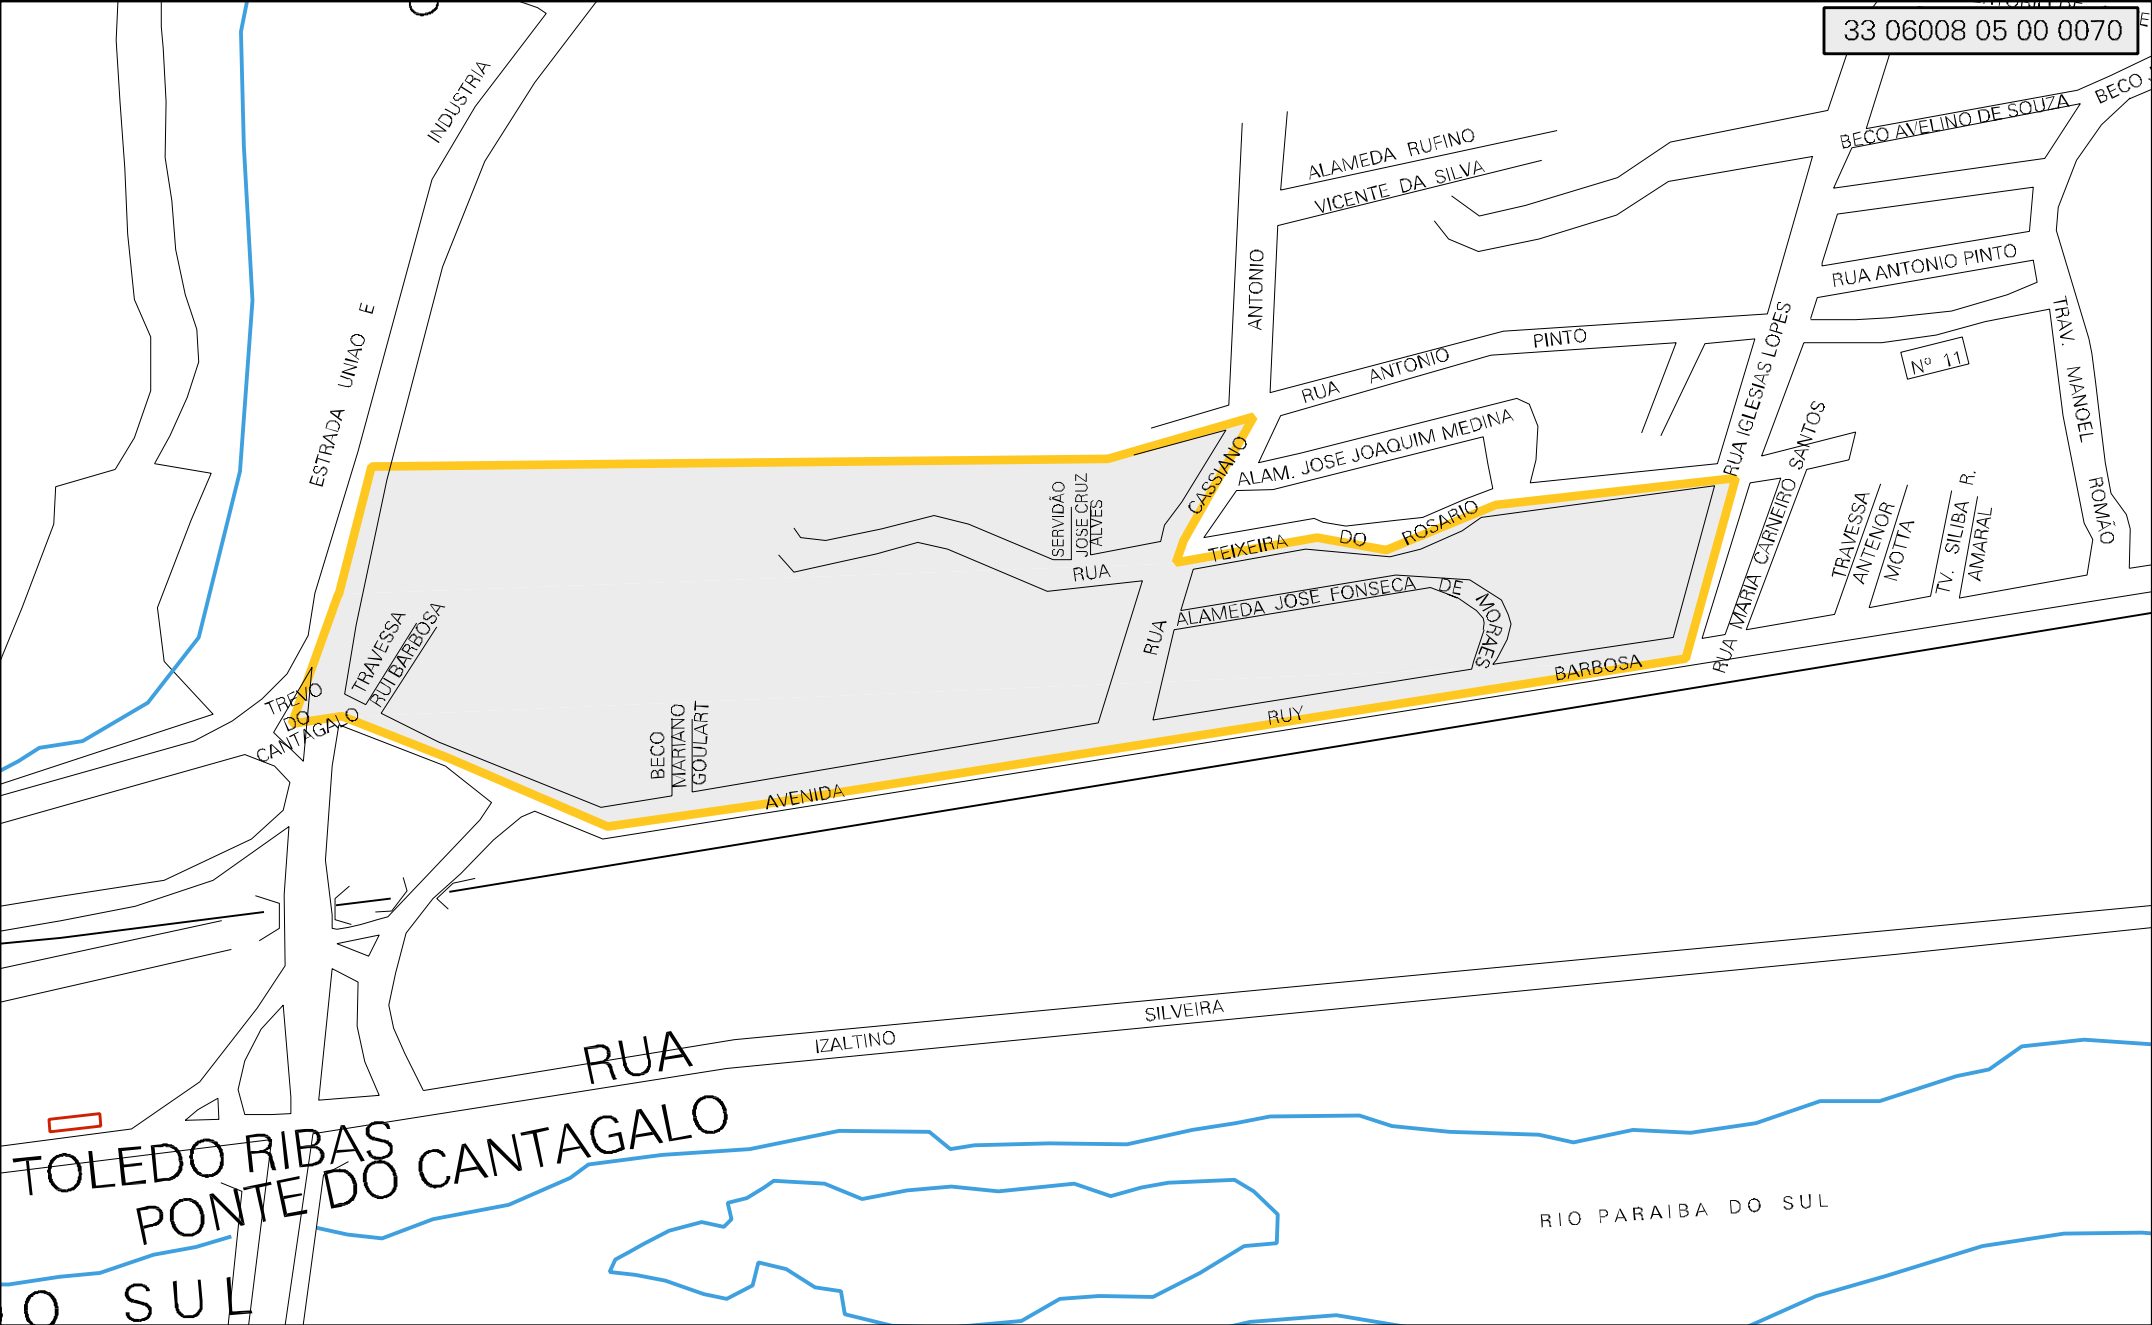 33 06008 05 00 0070
INDUSTRIA
ESTRADA UNIAO E
ALAMEDA RUFINO
VICENTE DA SILVA
BECO AVELINO DE SOUZA
BECO
ANTONIO
RUA ANTONIO PINTO
RUA ANTONIO PINTO
TRAV. MANOEL ROMÃO
Nº 11
RUA IGLESIAS LOPES
ALAM. JOSE JOAQUIM MEDINA
CASSIANO
SERVIDÃO
JOSE CRUZ
ALVES
RUA
TEIXEIRA DO ROSARIO
RUA MARIA CARNEIRO SANTOS
TRAVESSA
ANTENOR
MOTTA
TV. SILIBA R.
AMARAL
ALAMEDA JOSE FONSECA DE MORAES
RUA
TRAVESSA
RUI BARBOSA
TREVO
DO
CANTAGALO
BECO
MARIANO
GOULART
AVENIDA RUY BARBOSA
RUA
IZALTINO SILVEIRA
TOLEDO RIBAS
PONTE DO CANTAGALO
RIO PARAIBA DO SUL
O SUL